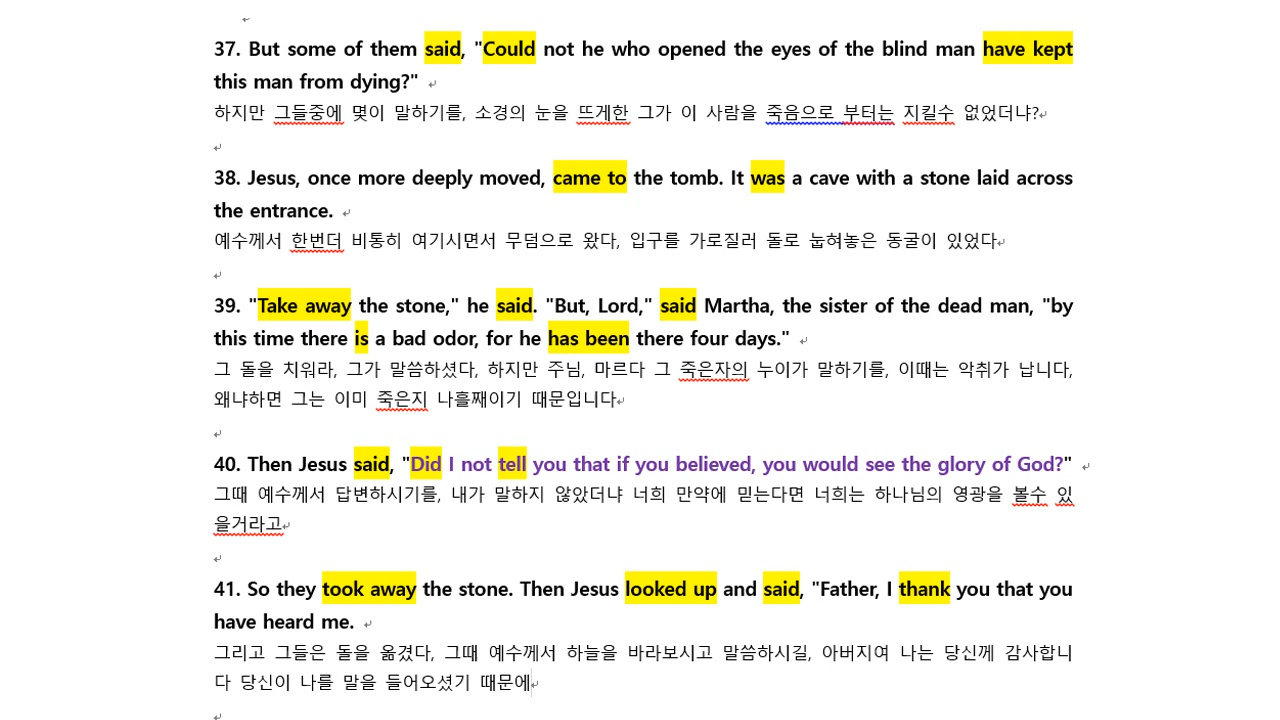 37. But some of them said, "Could not he who opened the eyes of the blind man have kept
this man from dying?"
하지만 그들중에 몇이 말하기를, 소경의 눈을 뜨게한 그가 이 사람을 죽음으로 부터는 지킬수 없었더냐?
38. Jesus, once more deeply moved, came to the tomb. It was a cave with a stone laid across
the entrance.
예수께서 한번더 비통히 여기시면서 무덤으로 왔다, 입구를 가로질러 돌로 눕혀놓은 동굴이 있었다
39. "Take away the stone," he said. "But, Lord," said Martha, the sister of the dead man, "by
this time there is a bad odor, for he has been there four days."
그 돌을 치워라, 그가 말씀하셨다, 하지만 주님, 마르다 그 죽은자의 누이가 말하기를, 이때는 악취가 납니다,
왜냐하면 그는 이미 죽은지 나흘째이기 때문입니다
40. Then Jesus said, "Did I not tell you that if you believed, you would see the glory of God?"
그때 예수께서 답변하시기를, 내가 말하지 않았더냐 너희 만약에 믿는다면 너희는 하나님의 영광을 볼수 있
을거라고
41. So they took away the stone. Then Jesus looked up and said, "Father, I thank you that you
have heard me.
그리고 그들은 돌을 옮겼다, 그때 예수께서 하늘을 바라보시고 말씀하시길, 아버지여 나는 당신께 감사합니
다 당신이 나를 말을 들어오셨기 때문에